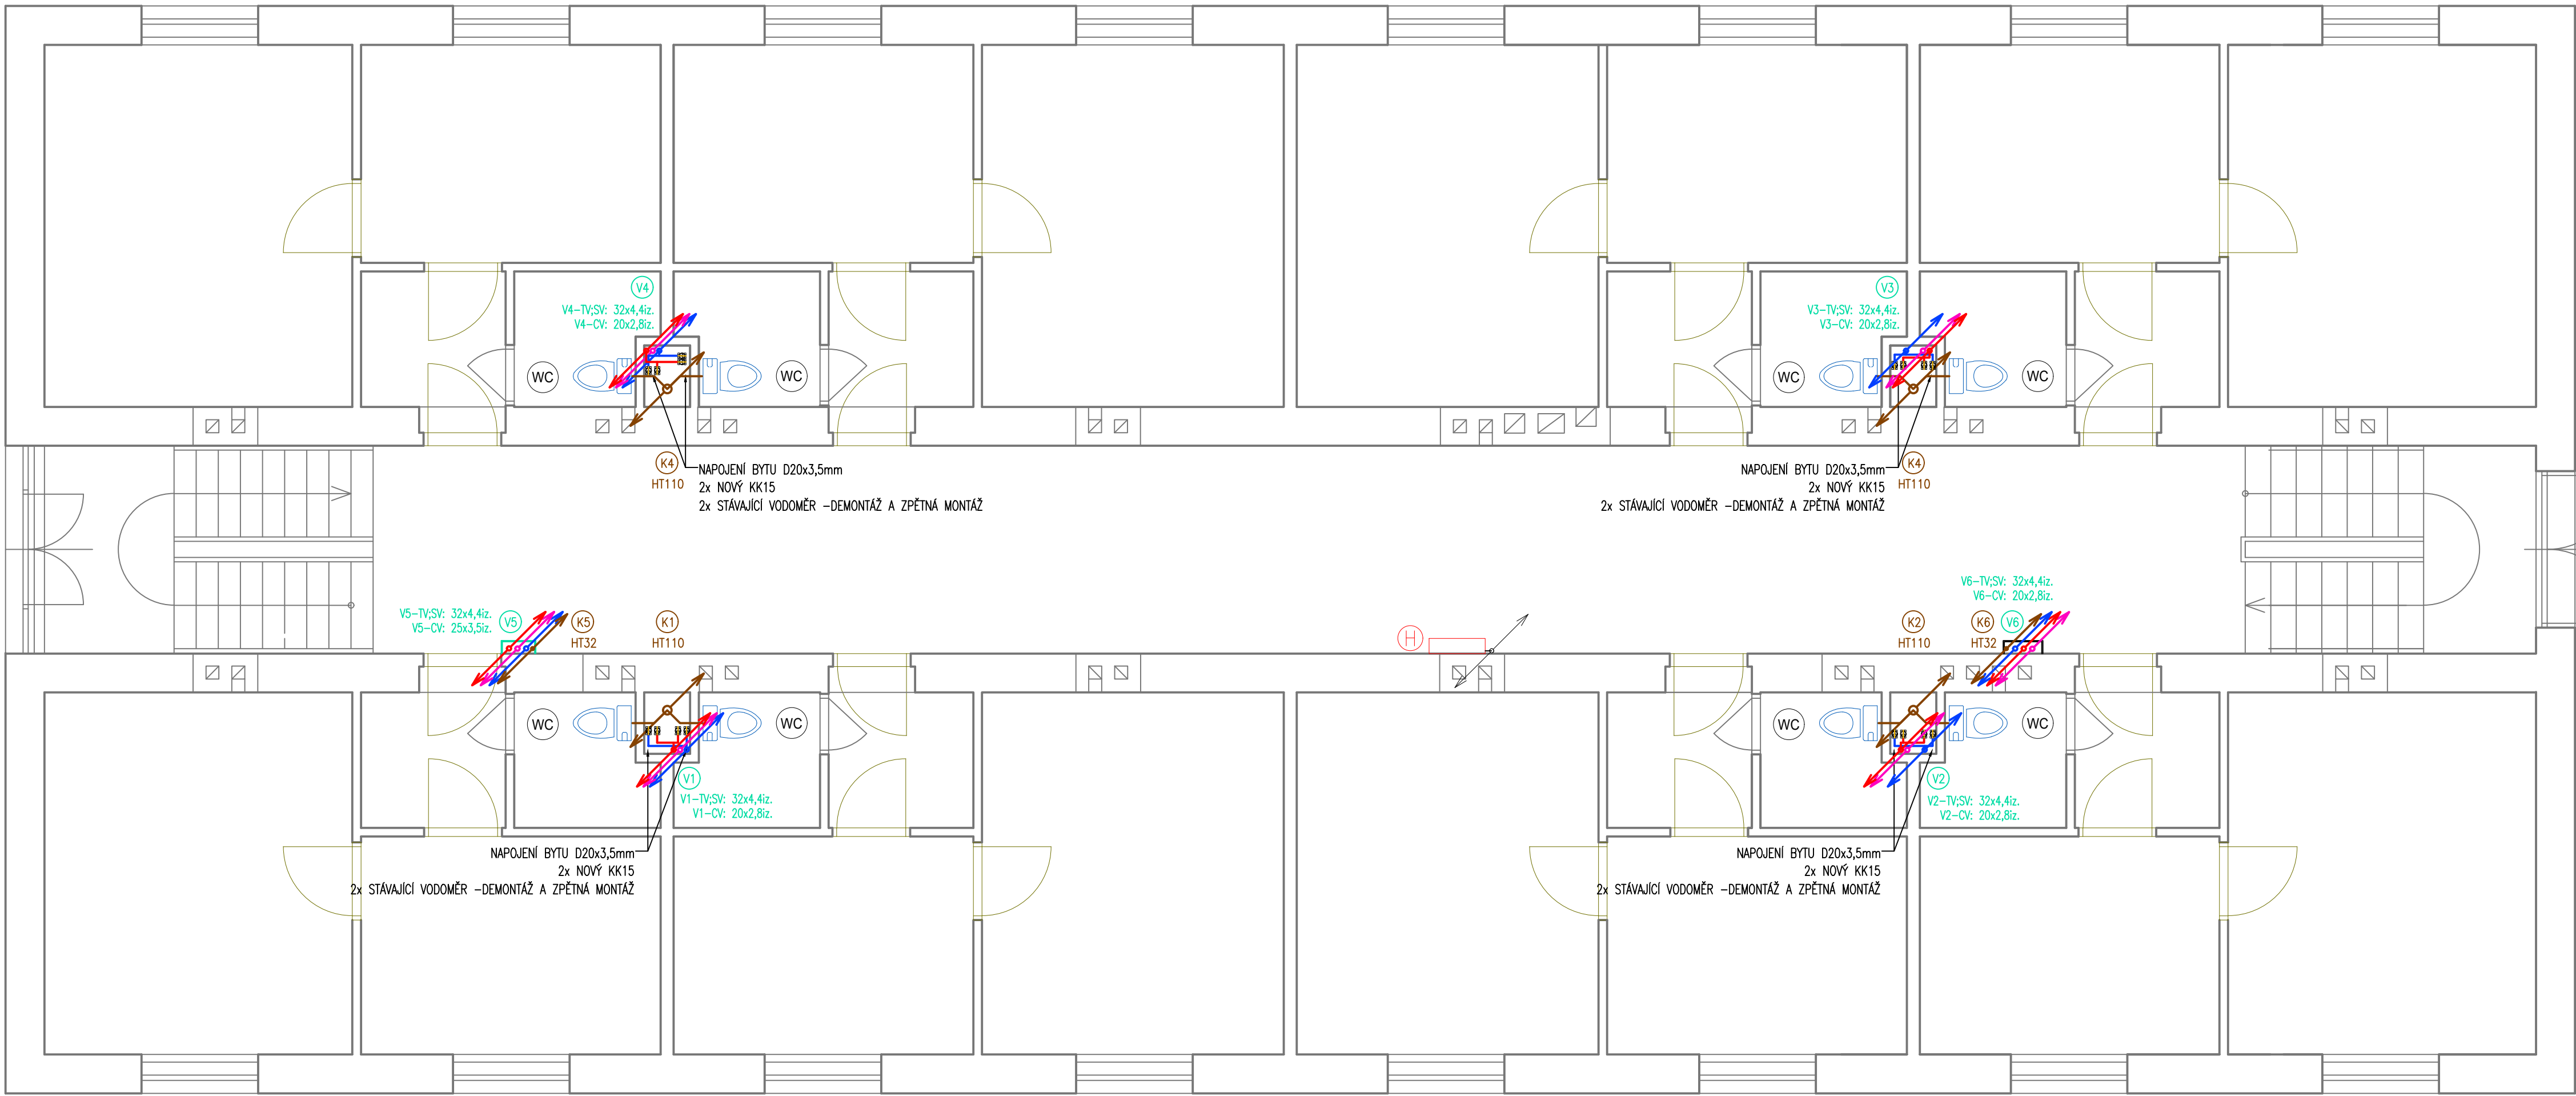 V4
V4-TV;SV: 32x4,4iz.
V4-CV: 20x2,8iz.
WC
WC
V3
V3-TV;SV: 32x4,4iz.
V3-CV: 20x2,8iz.
WC
WC
K4
HT110
NAPOJENÍ BYTU D20x3,5mm
2x NOVÝ KK15
2x STÁVAJÍCÍ VODOMĚR -DEMONTÁŽ A ZPĚTNÁ MONTÁŽ
NAPOJENÍ BYTU D20x3,5mm
2x NOVÝ KK15
2x STÁVAJÍCÍ VODOMĚR -DEMONTÁŽ A ZPĚTNÁ MONTÁŽ
K4
HT110
V5-TV;SV: 32x4,4iz.
V5-CV: 25x3,5iz.
V5
K5
HT32
K1
HT110
H
K2
HT110
K6
HT32
V6
V6-TV;SV: 32x4,4iz.
V6-CV: 20x2,8iz.
WC
WC
V1
V1-TV;SV: 32x4,4iz.
V1-CV: 20x2,8iz.
NAPOJENÍ BYTU D20x3,5mm
2x NOVÝ KK15
2x STÁVAJÍCÍ VODOMĚR -DEMONTÁŽ A ZPĚTNÁ MONTÁŽ
WC
WC
V2
V2-TV;SV: 32x4,4iz.
V2-CV: 20x2,8iz.
NAPOJENÍ BYTU D20x3,5mm
2x NOVÝ KK15
2x STÁVAJÍCÍ VODOMĚR -DEMONTÁŽ A ZPĚTNÁ MONTÁŽ